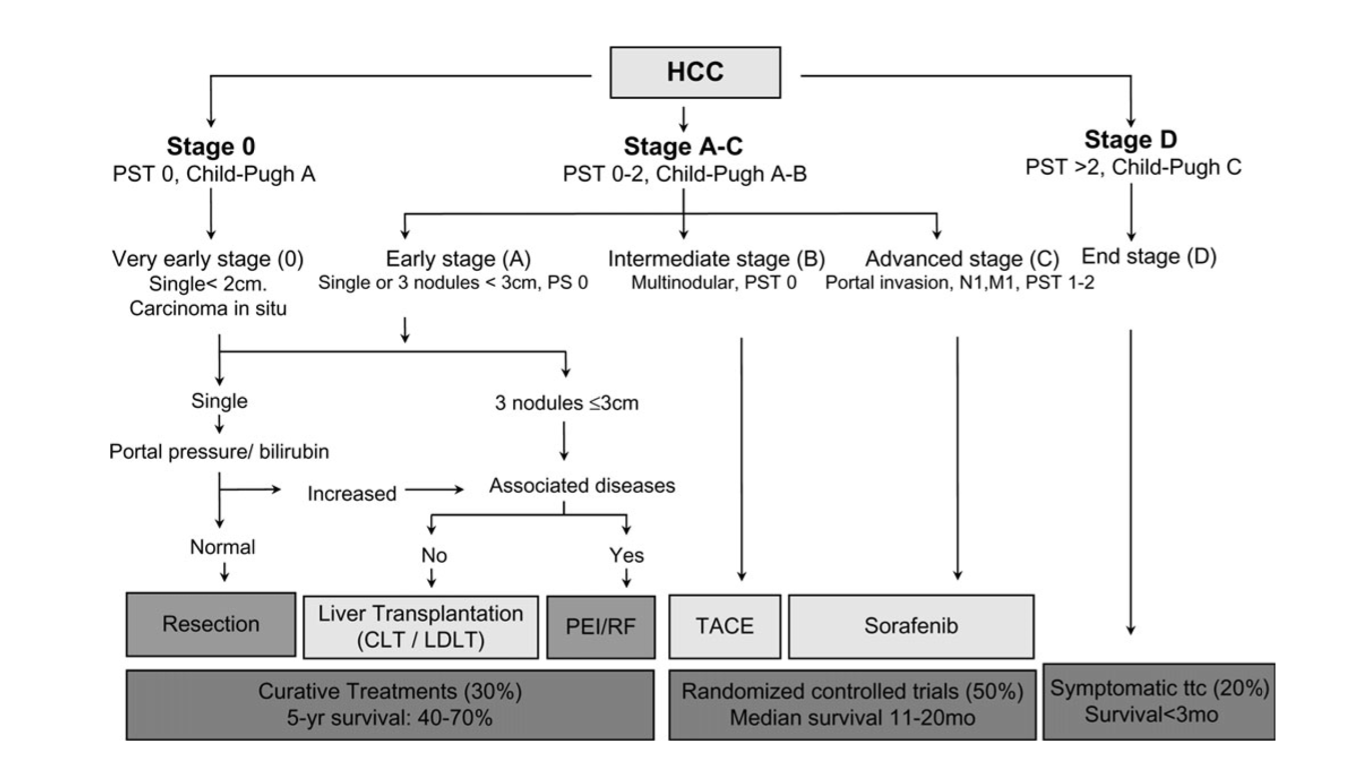 HCC
Stage 0
PST 0, Child-Pugh A
Stage A-C
PST 0-2, Child-Pugh A-B
Stage D
PST >2, Child-Pugh C
Very early stage (0)
Single< 2cm.
Carcinoma in situ
Early stage (A)
Single or 3 nodules < 3cm, PS 0
Intermediate stage (B)
Multinodular, PST 0
Advanced stage (C)
Portal invasion, N1,M1, PST 1-2
End stage (D)
Single
3 nodules ≤3cm
Portal pressure/ bilirubin
Increased
Associated diseases
Normal
No
Yes
Resection
Liver Transplantation
(CLT / LDLT)
PEI/RF
TACE
Sorafenib
Curative Treatments (30%)
5-yr survival: 40-70%
Randomized controlled trials (50%)
Median survival 11-20mo
Symptomatic ttc (20%)
Survival<3mo